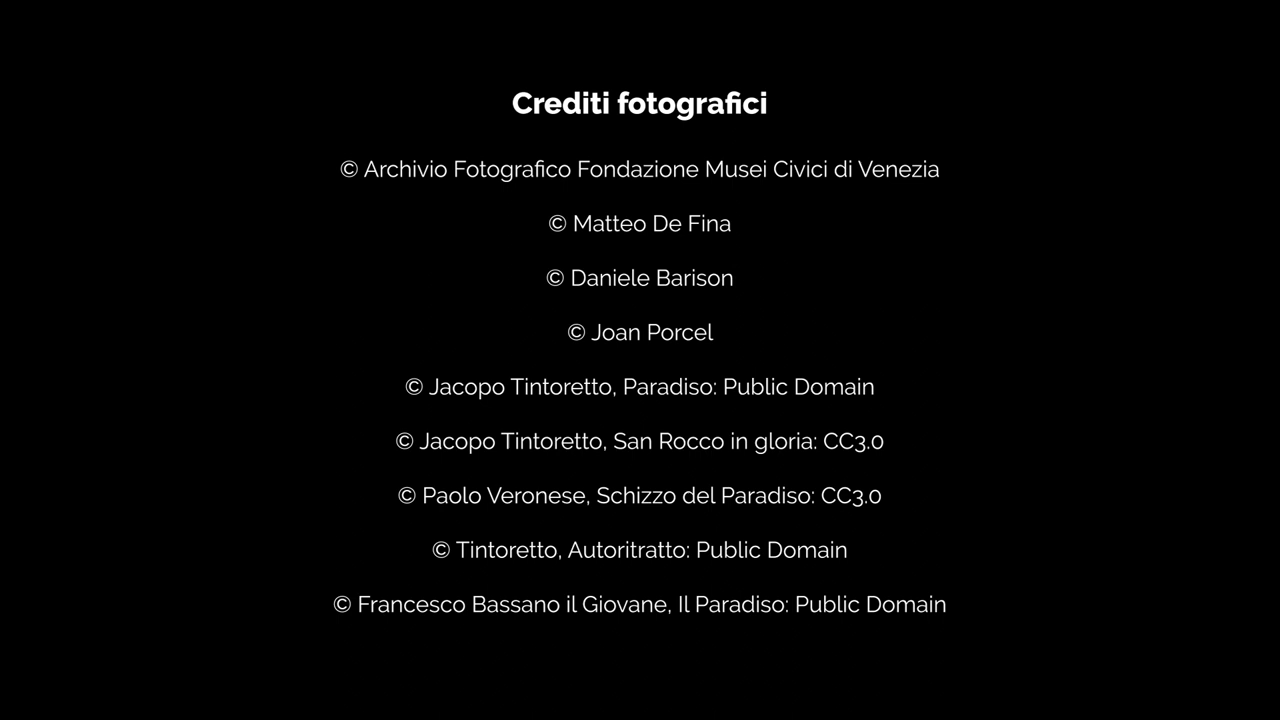 Crediti fotografici
© Archivio Fotografico Fondazione Musei Civici di Venezia
© Matteo De Fina
© Daniele Barison
© Joan Porcel
© Jacopo Tintoretto, Paradiso: Public Domain
© Jacopo Tintoretto, San Rocco in gloria: CC3.0
© Paolo Veronese, Schizzo del Paradiso: CC3.0
© Tintoretto, Autoritratto: Public Domain
© Francesco Bassano il Giovane, Il Paradiso: Public Domain